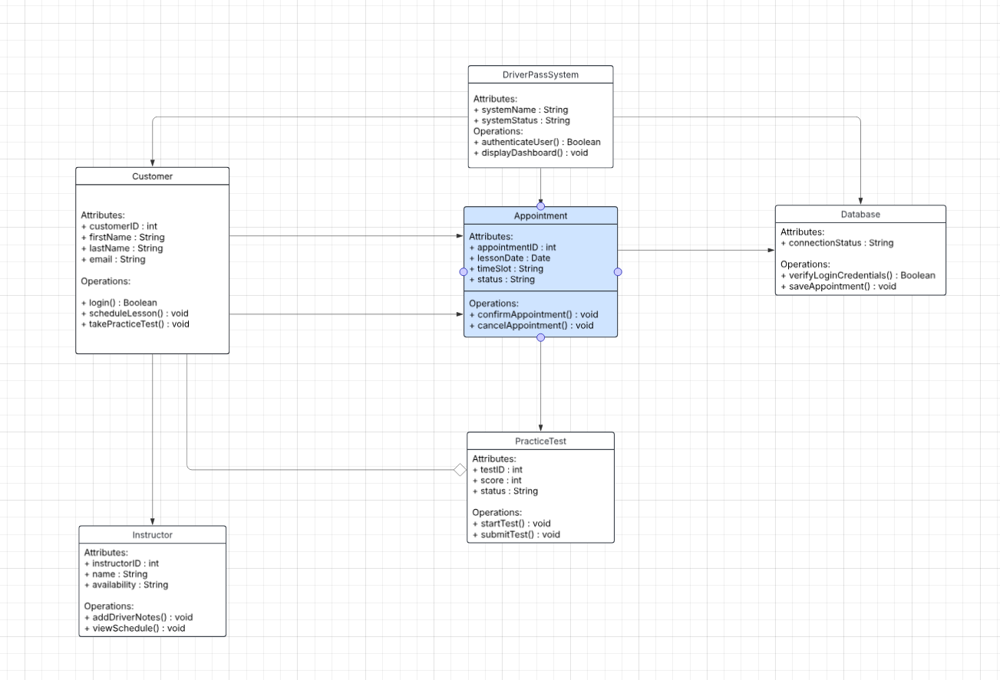 DriverPassSystem
Attributes:
+ systemName : String
+ systemStatus : String
Operations:
+ authenticateUser() : Boolean
+ displayDashboard() : void
Customer
Attributes:
+ customerID : int
+ firstName : String
+ lastName : String
+ email : String
Operations:
+ login() : Boolean
+ scheduleLesson() : void
+ takePracticeTest() : void
Appointment
Attributes:
+ appointmentID : int
+ lessonDate : Date
+ timeSlot : String
+ status : String
Operations:
+ confirmAppointment() : void
+ cancelAppointment() : void
Database
Attributes:
+ connectionStatus : String
Operations:
+ verifyLoginCredentials() : Boolean
+ saveAppointment() : void
PracticeTest
Attributes:
+ testID : int
+ score : int
+ status : String
Operations:
+ startTest() : void
+ submitTest() : void
Instructor
Attributes:
+ instructorID : int
+ name : String
+ availability : String
Operations:
+ addDriverNotes() : void
+ viewSchedule() : void